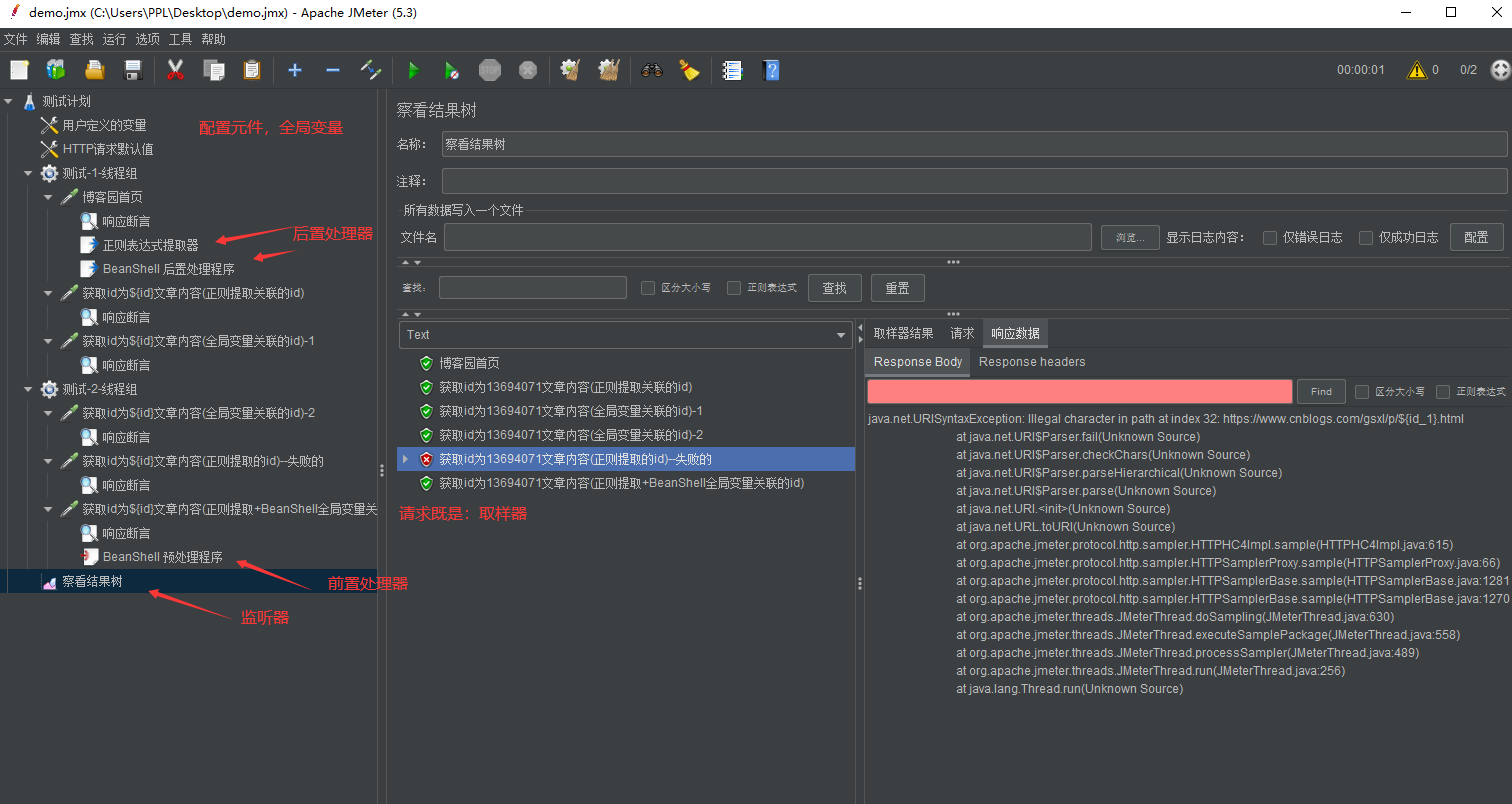 demo.jmx (C:\Users\PPL\Desktop\demo.jmx) - Apache JMeter (5.3)
文件 编辑 查找 运行 选项 工具 帮助
STOP
00:00:01
0
0/2
测试计划
用户定义的变量
HTTP请求默认值
测试-1-线程组
博客园首页
响应断言
正则表达式提取器
BeanShell 后置处理程序
获取id为${id}文章内容(正则提取关联的id)
响应断言
获取id为${id}文章内容(全局变量关联的id)-1
响应断言
测试-2-线程组
获取id为${id}文章内容(全局变量关联的id)-2
响应断言
获取id为${id}文章内容(正则提取的id)--失败的
响应断言
获取id为${id}文章内容(正则提取+BeanShell全局变量关
响应断言
BeanShell 预处理程序
察看结果树
配置元件，全局变量
后置处理器
前置处理器
监听器
察看结果树
名称：
察看结果树
注释：
所有数据写入一个文件
文件名
浏览...
显示日志内容：
仅错误日志
仅成功日志
配置
查找：
区分大小写
正则表达式
查找
重置
Text
博客园首页
获取id为13694071文章内容(正则提取关联的id)
获取id为13694071文章内容(全局变量关联的id)-1
获取id为13694071文章内容(全局变量关联的id)-2
获取id为13694071文章内容(正则提取的id)--失败的
获取id为13694071文章内容(正则提取+BeanShell全局变量关联的id)
请求既是：取样器
取样器结果 请求 响应数据
Response Body Response headers
Find
区分大小写
正则表达式
java.net.URISyntaxException: Illegal character in path at index 32: https://www.cnblogs.com/gsxl/p/${id_1}.html
at java.net.URI$Parser.fail(Unknown Source)
at java.net.URI$Parser.checkChars(Unknown Source)
at java.net.URI$Parser.parseHierarchical(Unknown Source)
at java.net.URI$Parser.parse(Unknown Source)
at java.net.URI.<init>(Unknown Source)
at java.net.URL.toURI(Unknown Source)
at org.apache.jmeter.protocol.http.sampler.HTTPHC4Impl.sample(HTTPHC4Impl.java:615)
at org.apache.jmeter.protocol.http.sampler.HTTPSamplerProxy.sample(HTTPSamplerProxy.java:66)
at org.apache.jmeter.protocol.http.sampler.HTTPSamplerBase.sample(HTTPSamplerBase.java:1281
at org.apache.jmeter.protocol.http.sampler.HTTPSamplerBase.sample(HTTPSamplerBase.java:1270
at org.apache.jmeter.threads.JMeterThread.doSampling(JMeterThread.java:630)
at org.apache.jmeter.threads.JMeterThread.executeSamplePackage(JMeterThread.java:558)
at org.apache.jmeter.threads.JMeterThread.processSampler(JMeterThread.java:489)
at org.apache.jmeter.threads.JMeterThread.run(JMeterThread.java:256)
at java.lang.Thread.run(Unknown Source)